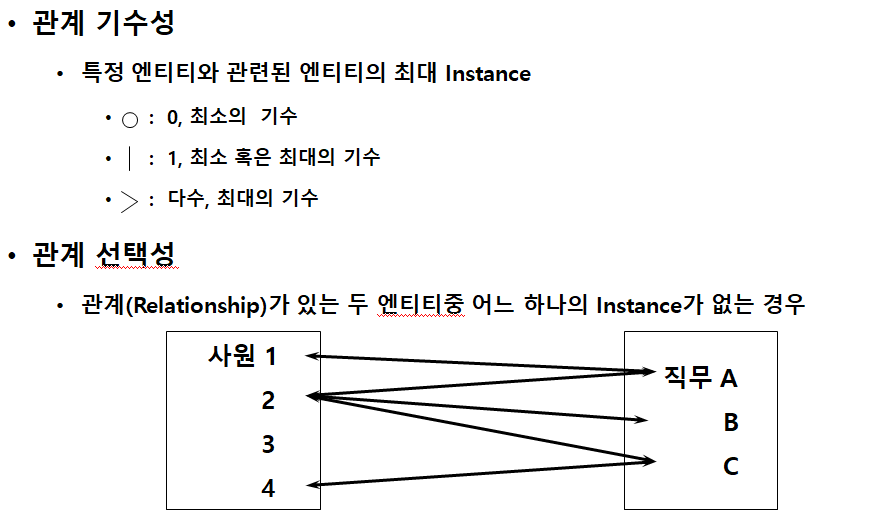 • 관계 기수성
• 특정 엔티티와 관련된 엔티티의 최대 Instance
• ○ : 0, 최소의 기수
• | : 1, 최소 혹은 최대의 기수
• > : 다수, 최대의 기수
• 관계 선택성
• 관계(Relationship)가 있는 두 엔티티중 어느 하나의 Instance가 없는 경우
사원 1
2
3
4
직무 A
B
C